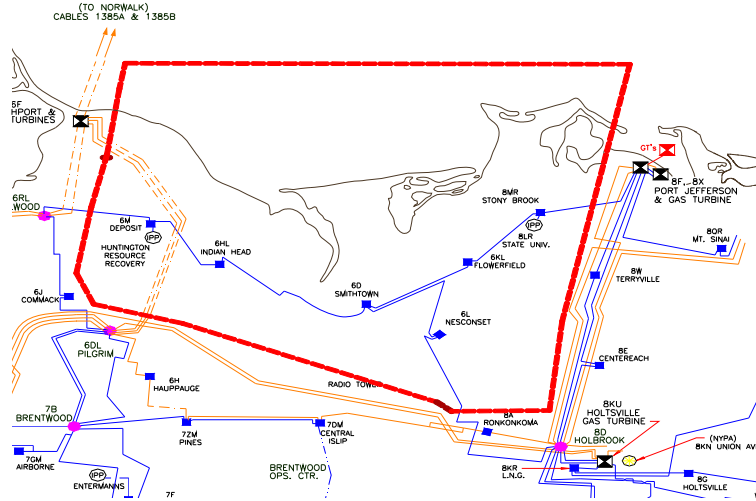 (TO NORWALK)
CABLES 1385A & 1385B
6F
HPORT &
TURBINES
GT's
8F, 8X
PORT JEFFERSON
& GAS TURBINE
8MR
STONY BROOK
6RL
WOOD
6M
DEPOSIT
IPP
HUNTINGTON
RESOURCE
RECOVERY
6HL
INDIAN HEAD
IPP
8LR
STATE UNIV.
8OR
MT. SINAI
6KL
FLOWERFIELD
8W
TERRYVILLE
6J
COMMACK
6D
SMITHTOWN
6L
NESCONSET
6DL
PILGRIM
8E
CENTEREACH
6H
HAUPPAUGE
RADIO TOWE
7B
BRENTWOOD
8KU
HOLTSVILLE
GAS TURBINE
8A
RONKONKOMA
8D
HOLBROOK
7ZM
PINES
7DM
CENTRAL
ISLIP
(NYPA)
8KN UNION AV
7GM
AIRBORNE
IPP
ENTERMANNS
BRENTWOOD
OPS. CTR.
8KR
L.N.G.
8G
HOLTSVILLE
7F